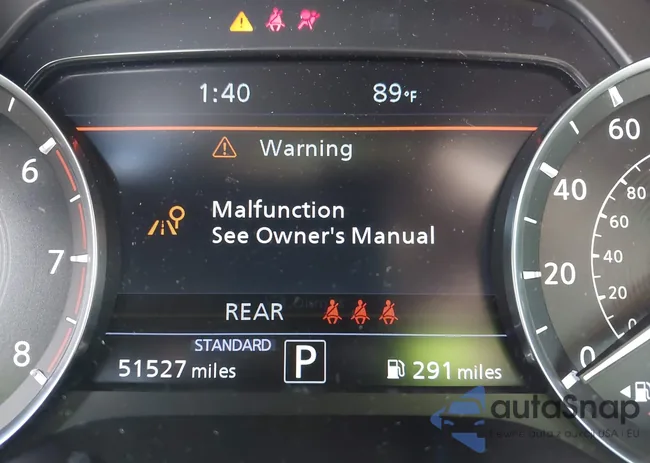 1:40 89°F
Warning
Malfunction
See Owner's Manual
REAR
STANDARD
51527 miles P 291 miles
6
7
8
60
40
20
0
80
60
40
20
0
autoSnap